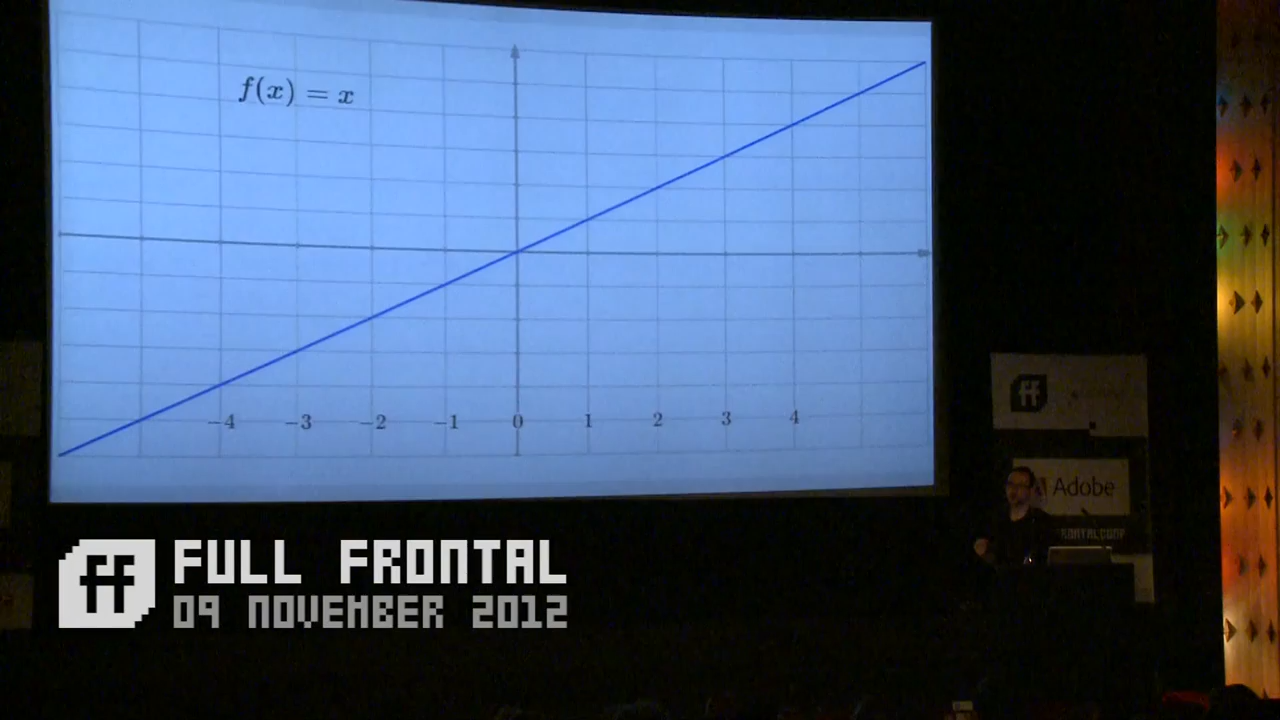 f(x) = x
−4 −3 −2 −1 0 1 2 3 4
ff
Adobe
ff FULL FRONTAL
09 NOVEMBER 2012